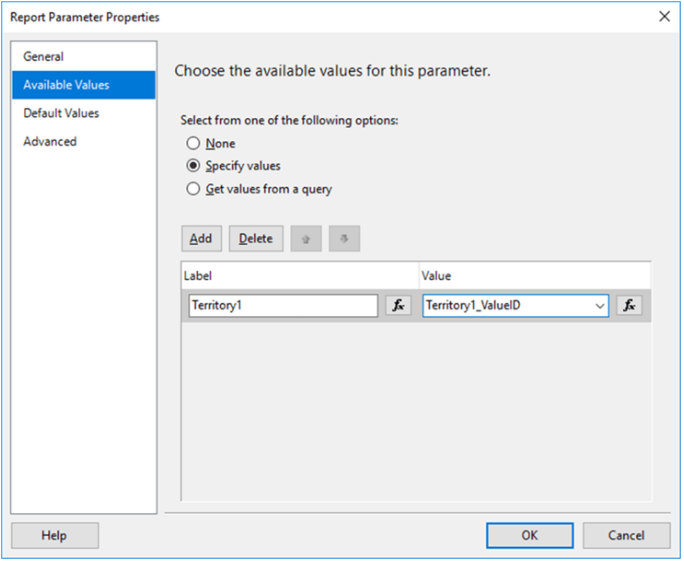 Report Parameter Properties
General
Available Values
Default Values
Advanced
Choose the available values for this parameter.
Select from one of the following options:
None
Specify values
Get values from a query
Add Delete
Label Value
Territory1 fx Territory1_ValueID fx
Help OK Cancel